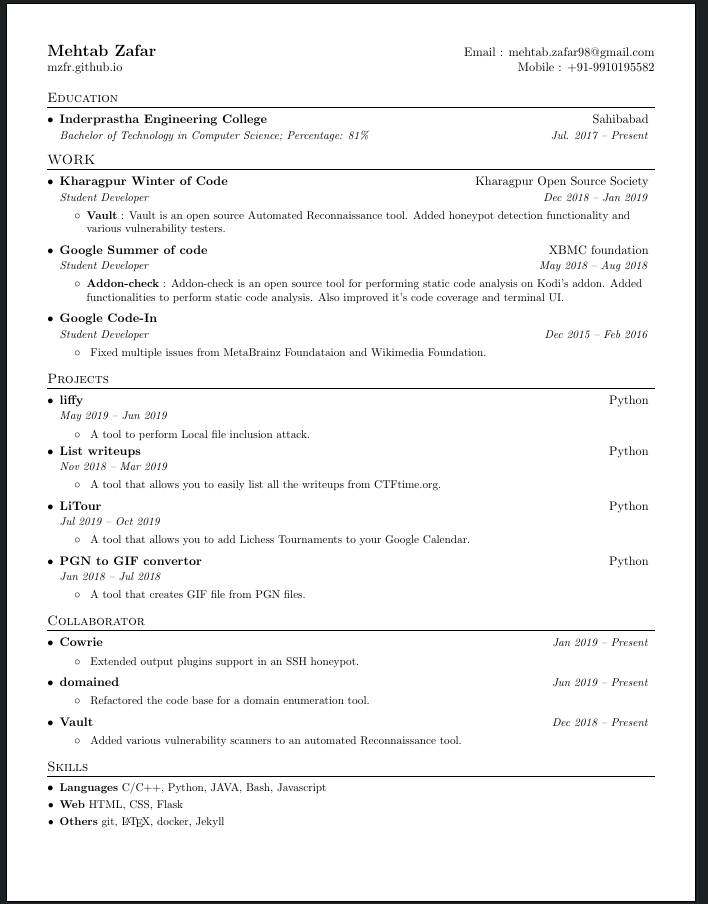 Mehtab Zafar Email : mehtab.zafar98@gmail.com
mzfr.github.io Mobile : +91-9910195582
Education
• Inderprastha Engineering College Sahibabad
Bachelor of Technology in Computer Science; Percentage: 81% Jul. 2017 – Present
WORK
• Kharagpur Winter of Code Kharagpur Open Source Society
Student Developer Dec 2018 – Jan 2019
◦ Vault : Vault is an open source Automated Reconnaissance tool. Added honeypot detection functionality and
various vulnerability testers.
• Google Summer of code XBMC foundation
Student Developer May 2018 – Aug 2018
◦ Addon-check : Addon-check is an open source tool for performing static code analysis on Kodi's addon. Added
functionalities to perform static code analysis. Also improved it's code coverage and terminal UI.
• Google Code-In
Student Developer Dec 2015 – Feb 2016
◦ Fixed multiple issues from MetaBrainz Foundataion and Wikimedia Foundation.
Projects
• liffy Python
May 2019 – Jun 2019
◦ A tool to perform Local file inclusion attack.
• List writeups Python
Nov 2018 – Mar 2019
◦ A tool that allows you to easily list all the writeups from CTFtime.org.
• LiTour Python
Jul 2019 – Oct 2019
◦ A tool that allows you to add Lichess Tournaments to your Google Calendar.
• PGN to GIF convertor Python
Jun 2018 – Jul 2018
◦ A tool that creates GIF file from PGN files.
Collaborator
• Cowrie Jan 2019 – Present
◦ Extended output plugins support in an SSH honeypot.
• domained Jun 2019 – Present
◦ Refactored the code base for a domain enumeration tool.
• Vault Dec 2018 – Present
◦ Added various vulnerability scanners to an automated Reconnaissance tool.
Skills
• Languages C/C++, Python, JAVA, Bash, Javascript
• Web HTML, CSS, Flask
• Others git, LATEX, docker, Jekyll